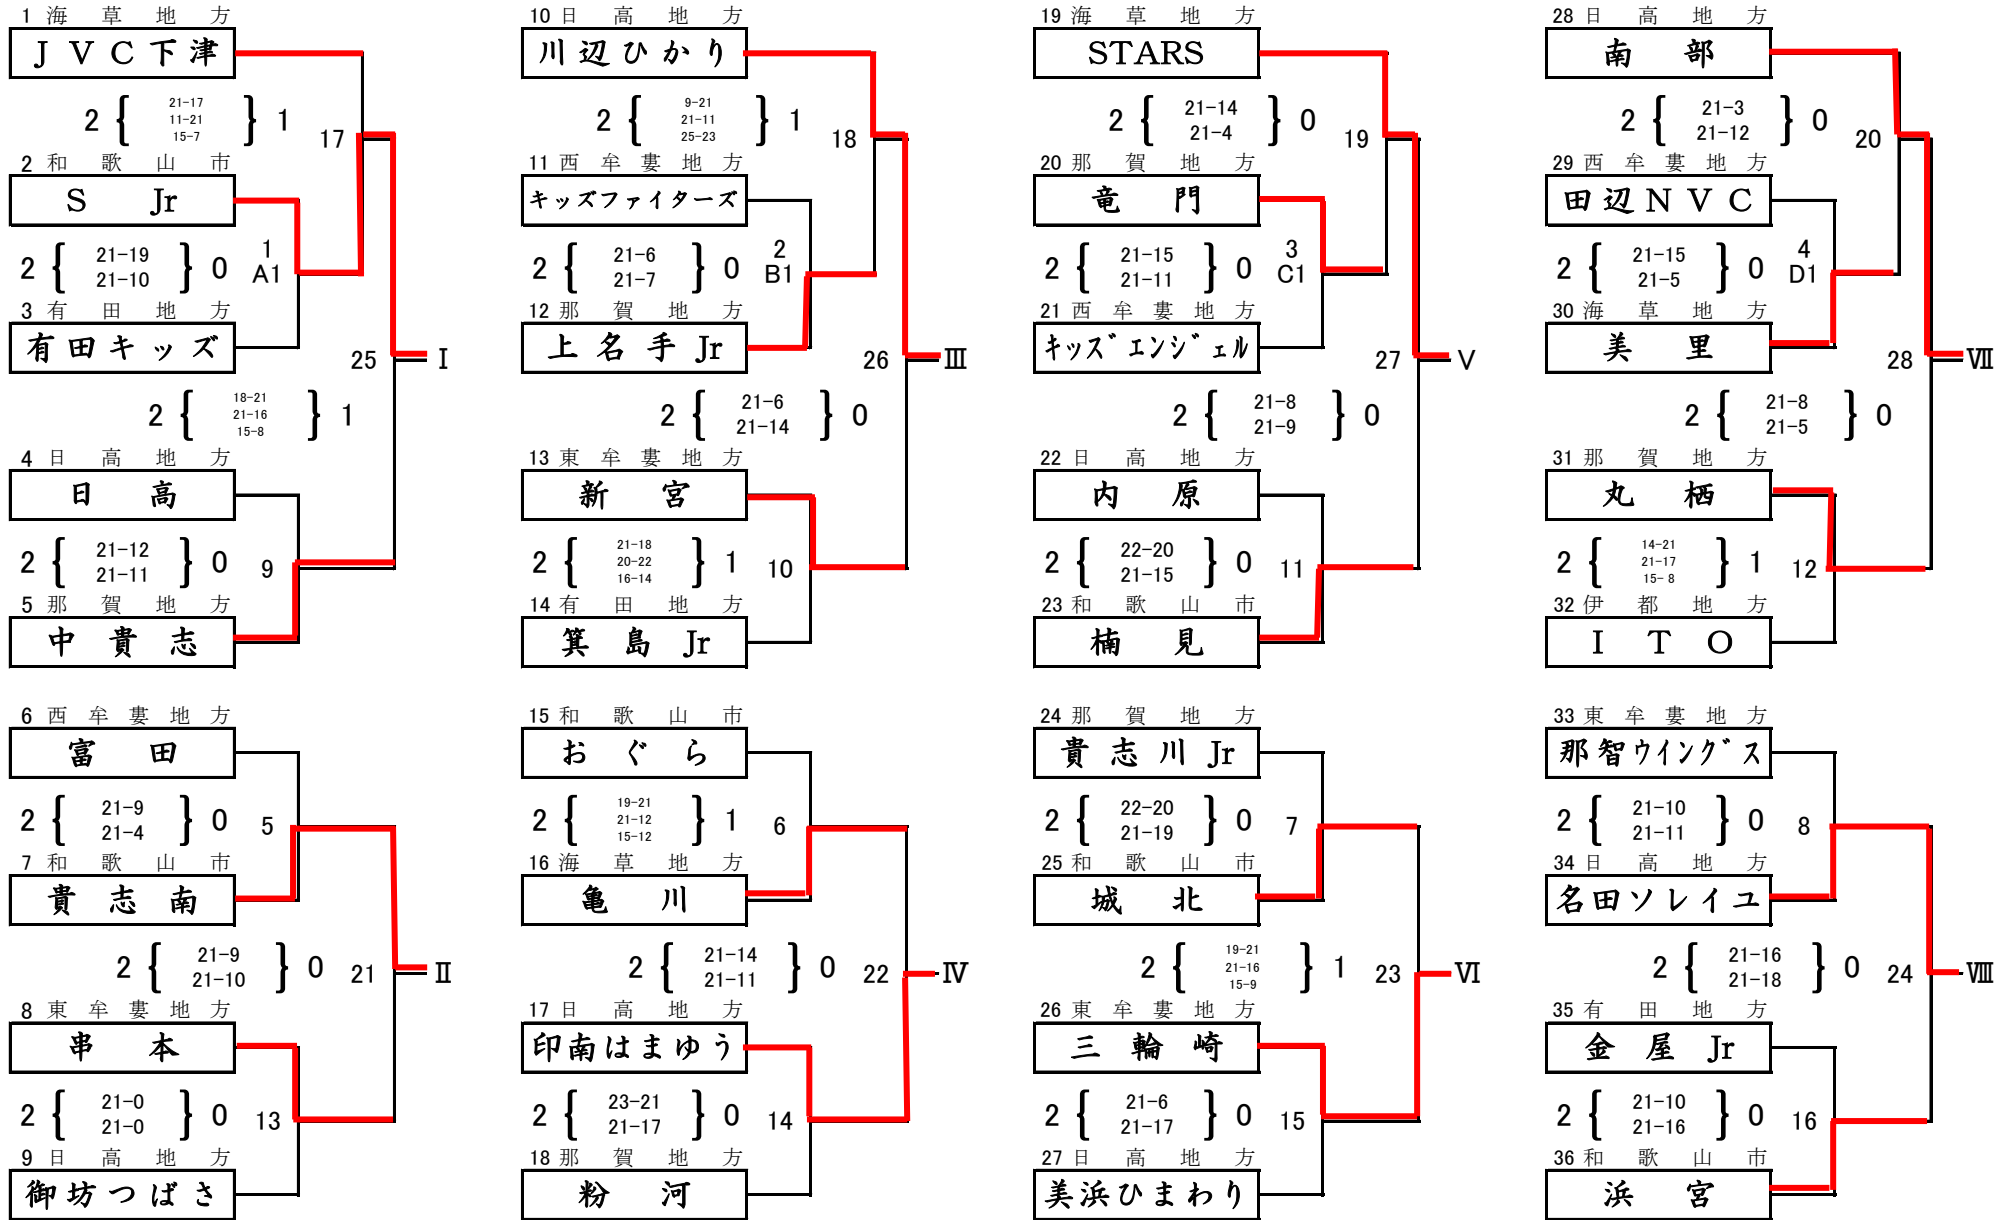 1 海草地方
JVC下津
2 { 21-17 11-21 15-7 } 1
17
2 和歌山市
S Jr
2 { 21-19 21-10 } 0
1
A1
3 有田地方
有田キッズ
25
Ⅰ
2 { 18-21 21-16 15-8 } 1
4 日高地方
日高
2 { 21-12 21-11 } 0
9
5 那賀地方
中貴志
6 西牟婁地方
富田
2 { 21-9 21-4 } 0
5
7 和歌山市
貴志南
2 { 21-9 21-10 } 0
21
Ⅱ
8 東牟婁地方
串本
2 { 21-0 21-0 } 0
13
9 日高地方
御坊つばさ
10 日高地方
川辺ひかり
2 { 9-21 21-11 25-23 } 1
18
11 西牟婁地方
キッズファイターズ
2 { 21-6 21-7 } 0
2
B1
12 那賀地方
上名手Jr
26
Ⅲ
2 { 21-6 21-14 } 0
13 東牟婁地方
新宮
2 { 21-18 20-22 16-14 } 1
10
14 有田地方
箕島Jr
15 和歌山市
おぐら
2 { 19-21 21-12 15-12 } 1
6
16 海草地方
亀川
2 { 21-14 21-11 } 0
22
Ⅳ
17 日高地方
印南はまゆう
2 { 23-21 21-17 } 0
14
18 那賀地方
粉河
19 海草地方
STARS
2 { 21-14 21-4 } 0
19
20 那賀地方
竜門
2 { 21-15 21-11 } 0
3
C1
21 西牟婁地方
キッズﾞエンジﾞェル
27
Ⅴ
2 { 21-8 21-9 } 0
22 日高地方
内原
2 { 22-20 21-15 } 0
11
23 和歌山市
楠見
24 那賀地方
貴志川Jr
2 { 22-20 21-19 } 0
7
25 和歌山市
城北
2 { 19-21 21-16 15-9 } 1
23
Ⅵ
26 東牟婁地方
三輪崎
2 { 21-6 21-17 } 0
15
27 日高地方
美浜ひまわり
28 日高地方
南部
2 { 21-3 21-12 } 0
20
29 西牟婁地方
田辺NVC
2 { 21-15 21-5 } 0
4
D1
30 海草地方
美里
28
Ⅶ
2 { 21-8 21-5 } 0
31 那賀地方
丸栖
2 { 14-21 21-17 15-8 } 1
12
32 伊都地方
ITO
33 東牟婁地方
那智ウイングス
2 { 21-10 21-11 } 0
8
34 日高地方
名田ソレイユ
2 { 21-16 21-18 } 0
24
Ⅷ
35 有田地方
金屋Jr
2 { 21-10 21-16 } 0
16
36 和歌山市
浜宮